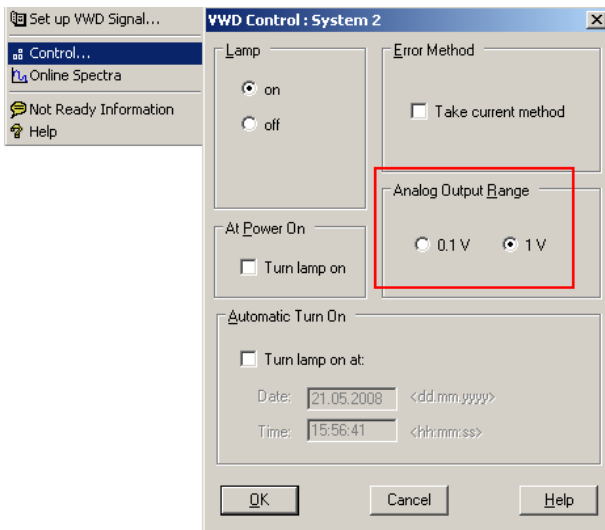 Set up VWD Signal...
Control...
Online Spectra
Not Ready Information
Help
VWD Control : System 2
Lamp
on
off
Error Method
Take current method
Analog Output Range
0.1 V
1 V
At Power On
Turn lamp on
Automatic Turn On
Turn lamp on at:
Date: 21.05.2008 <dd.mm.yyyy>
Time: 15:56:41 <hh:mm:ss>
OK
Cancel
Help